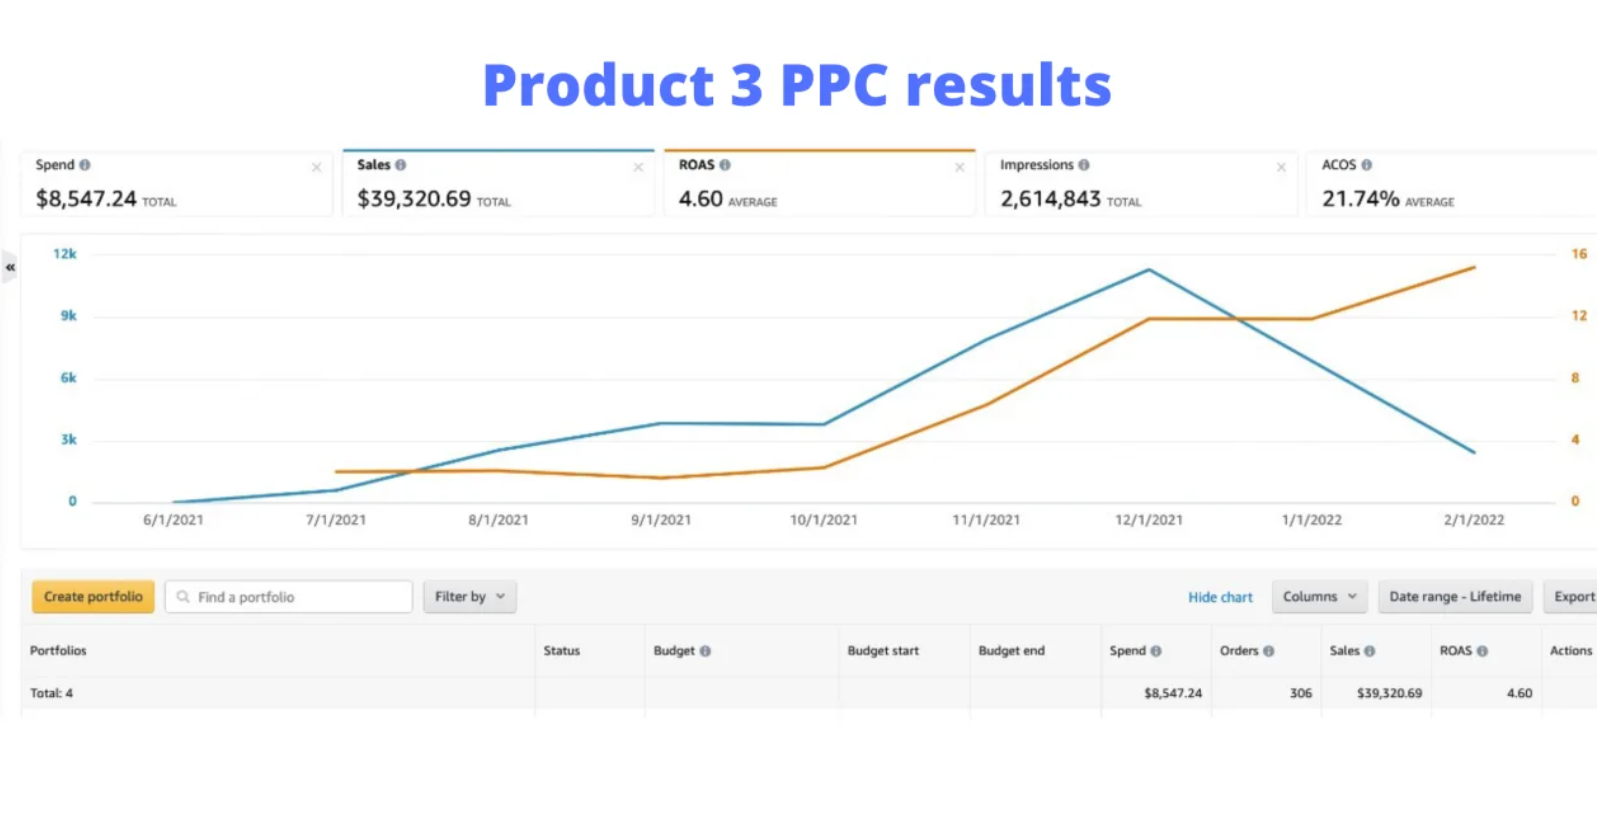 Product 3 PPC results
Spend
Sales
ROAS
Impressions
ACOS
$8,547.24 TOTAL
$39,320.69 TOTAL
4.60 AVERAGE
2,614,843 TOTAL
21.74% AVERAGE
12k 16
9k 12
6k 8
3k 4
0 0
6/1/2021 7/1/2021 8/1/2021 9/1/2021 10/1/2021 11/1/2021 12/1/2021 1/1/2022 2/1/2022
Create portfolio Find a portfolio Filter by Hide chart Columns Date range - Lifetime Export
Portfolios Status Budget Budget start Budget end Spend Orders Sales ROAS Actions
Total: 4 $8,547.24 306 $39,320.69 4.60